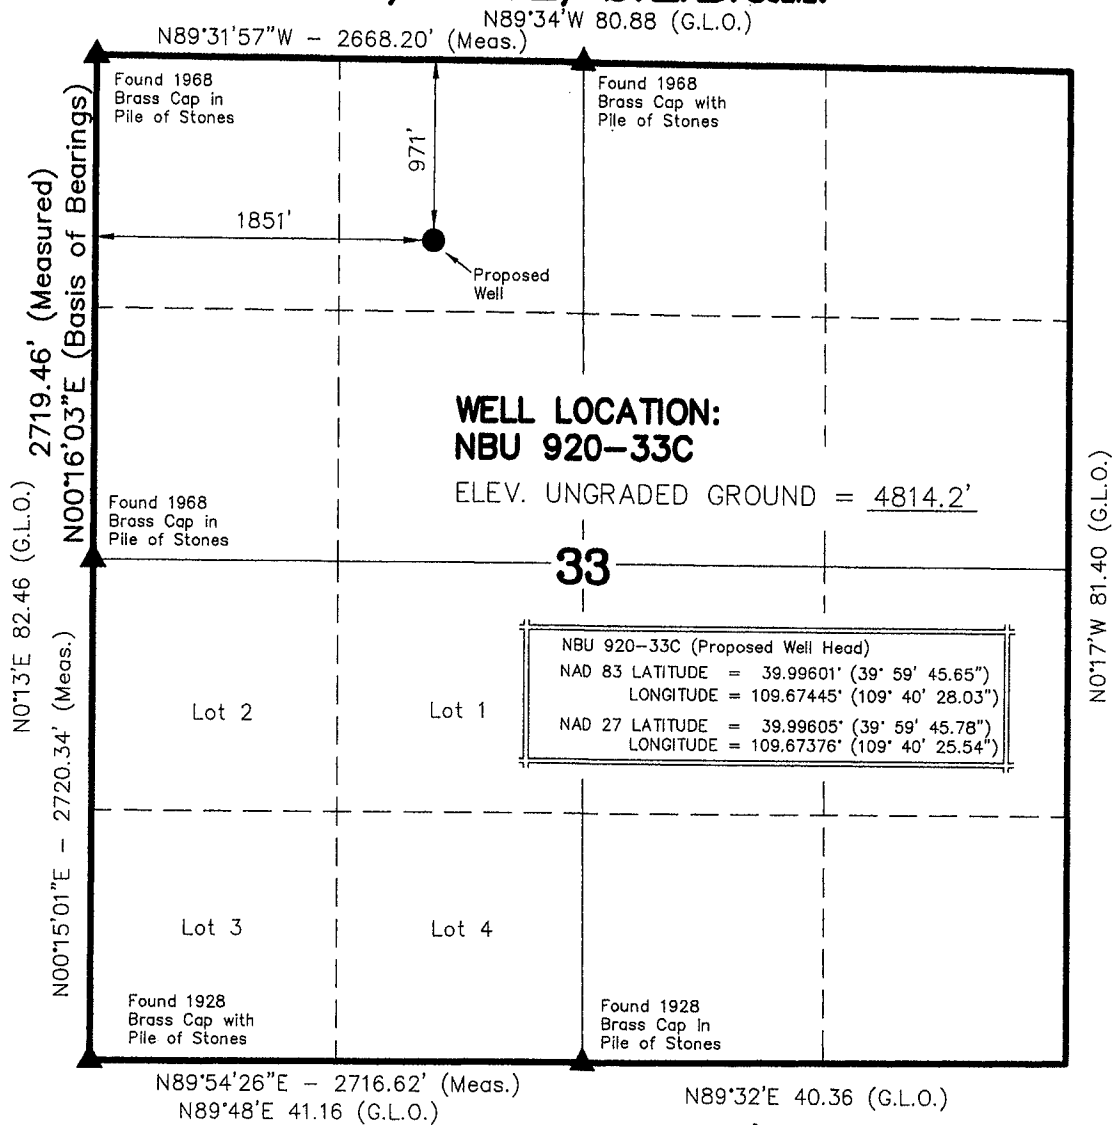 N89°34'W 80.88 (G.L.O.)
N89°31'57"W - 2668.20' (Meas.)
Found 1968
Brass Cap in
Pile of Stones
Found 1968
Brass Cap with
Pile of Stones
971'
1851'
Proposed
Well
2719.46' (Measured)
N00°16'03"E (Basis of Bearings)
WELL LOCATION:
NBU 920-33C
ELEV. UNGRADED GROUND = 4814.2'
Found 1968
Brass Cap in
Pile of Stones
33
N0°13'E 82.46 (G.L.O.)
N0°17'W 81.40 (G.L.O.)
NBU 920-33C (Proposed Well Head)
NAD 83 LATITUDE = 39.99601° (39° 59' 45.65")
LONGITUDE = 109.67445° (109° 40' 28.03")
NAD 27 LATITUDE = 39.99605° (39° 59' 45.78")
LONGITUDE = 109.67376° (109° 40' 25.54")
Lot 2
Lot 1
N00°15'01"E - 2720.34' (Meas.)
Lot 3
Lot 4
Found 1928
Brass Cap with
Pile of Stones
Found 1928
Brass Cap in
Pile of Stones
N89°54'26"E - 2716.62' (Meas.)
N89°48'E 41.16 (G.L.O.)
N89°32'E 40.36 (G.L.O.)